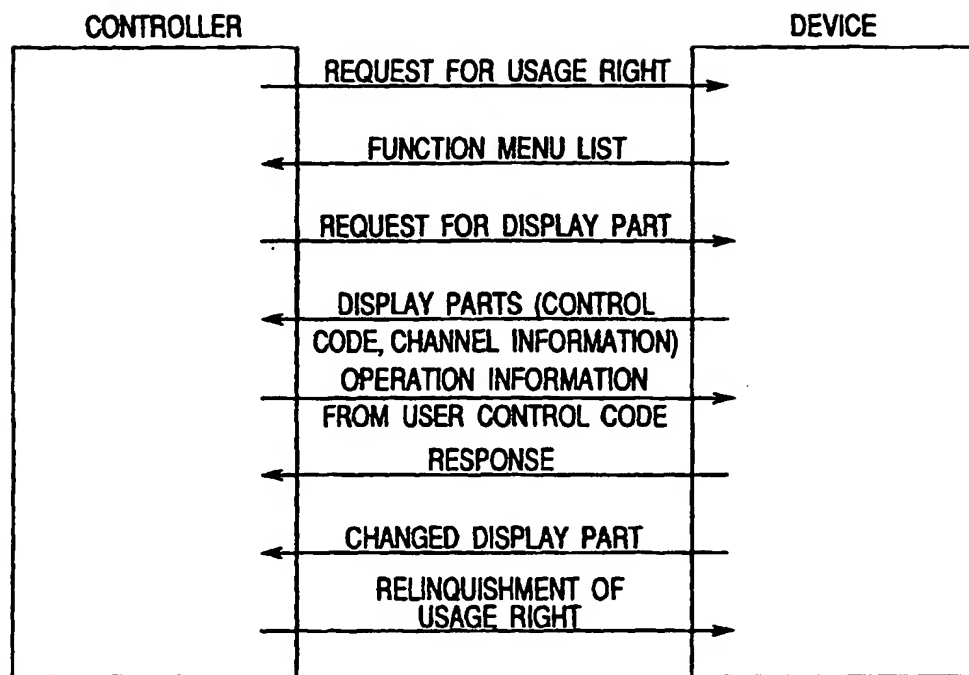 CONTROLLER
DEVICE
REQUEST FOR USAGE RIGHT
FUNCTION MENU LIST
REQUEST FOR DISPLAY PART
DISPLAY PARTS (CONTROL
CODE, CHANNEL INFORMATION)
OPERATION INFORMATION
FROM USER CONTROL CODE
RESPONSE
CHANGED DISPLAY PART
RELINQUISHMENT OF
USAGE RIGHT